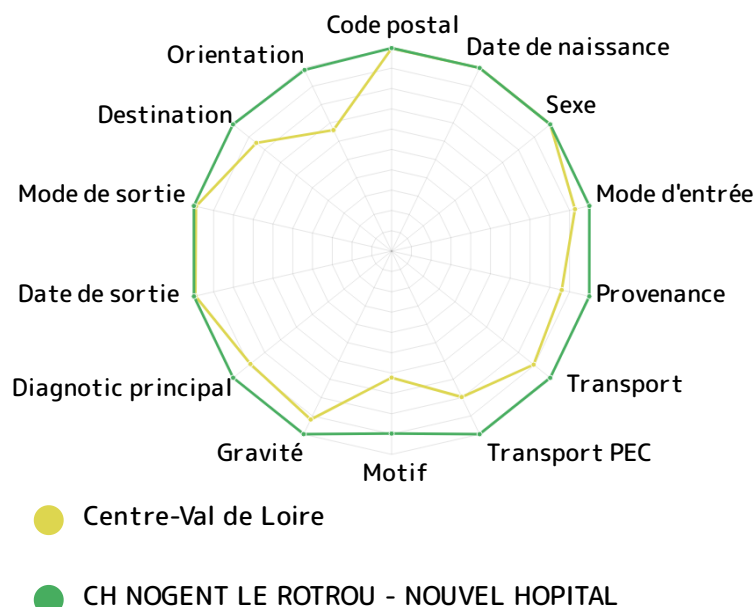 Code postal
Orientation
Date de naissance
Destination
Sexe
Mode de sortie
Mode d'entrée
Date de sortie
Provenance
Diagnotic principal
Transport
Gravité
Transport PEC
Motif
Centre-Val de Loire
CH NOGENT LE ROTROU - NOUVEL HOPITAL